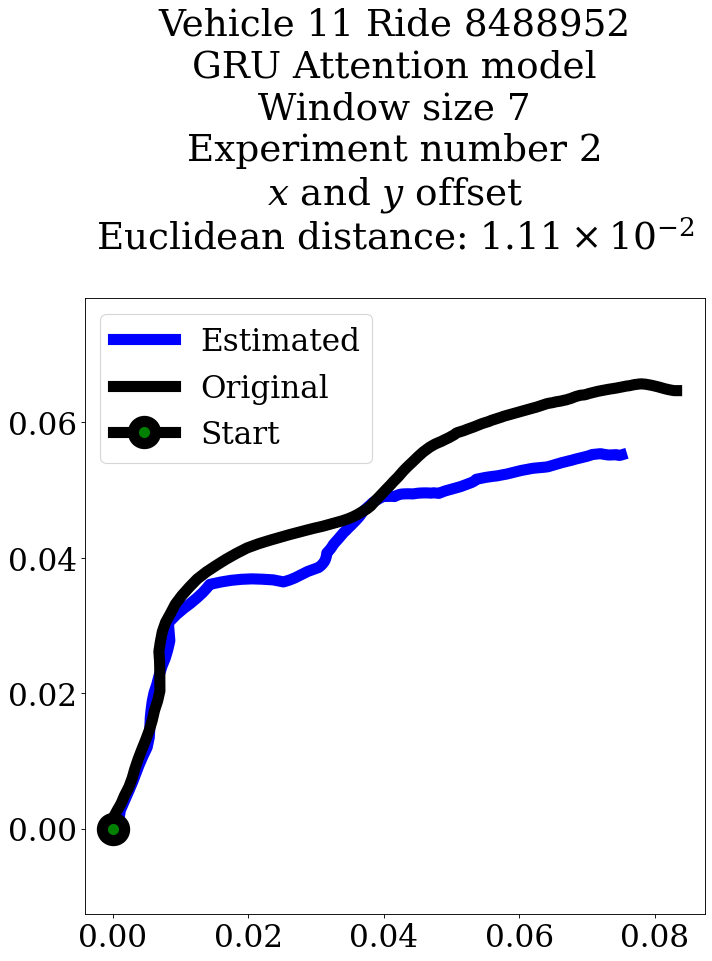 Vehicle 11 Ride 8488952
GRU Attention model
Window size 7
Experiment number 2
x and y offset
Euclidean distance: 1.11 × 10⁻²
Estimated
Original
Start
0.06
0.04
0.02
0.00
0.00 0.02 0.04 0.06 0.08